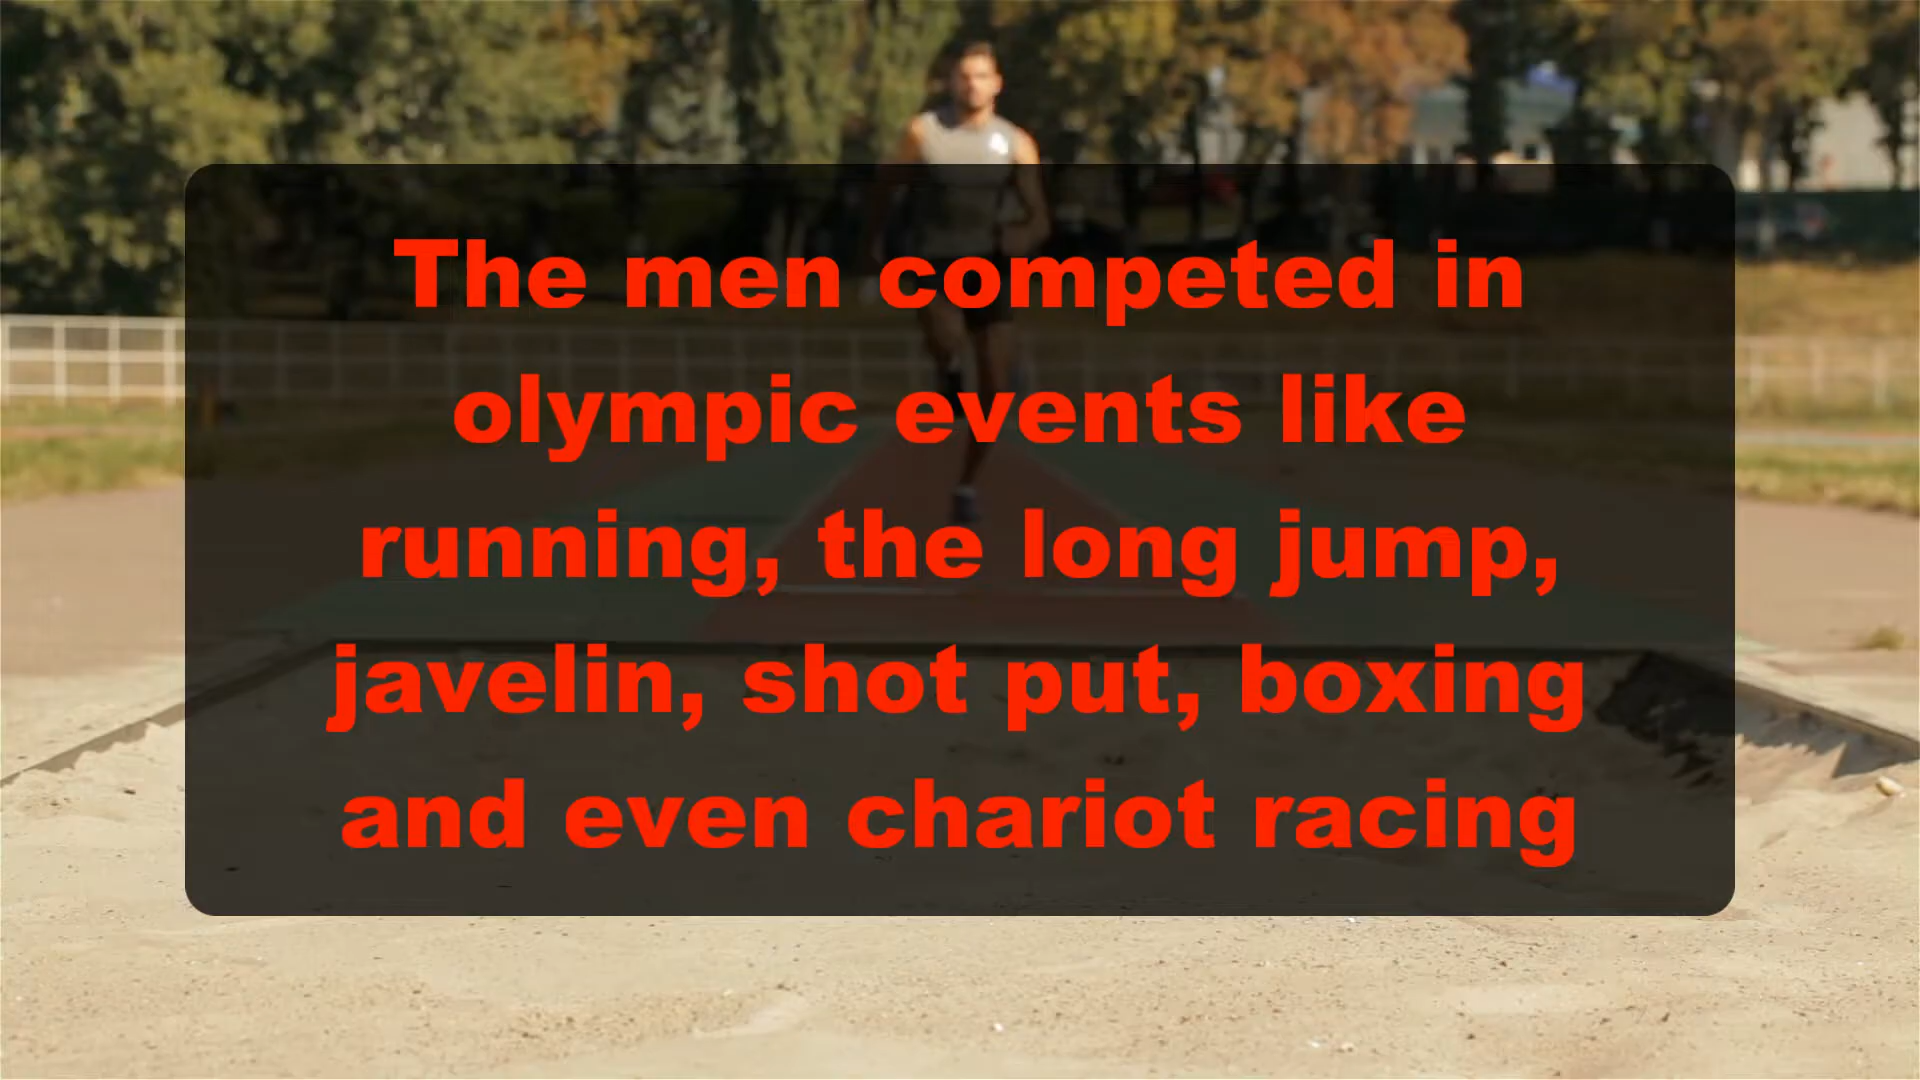 The men competed in
olympic events like
running, the long jump,
javelin, shot put, boxing
and even chariot racing